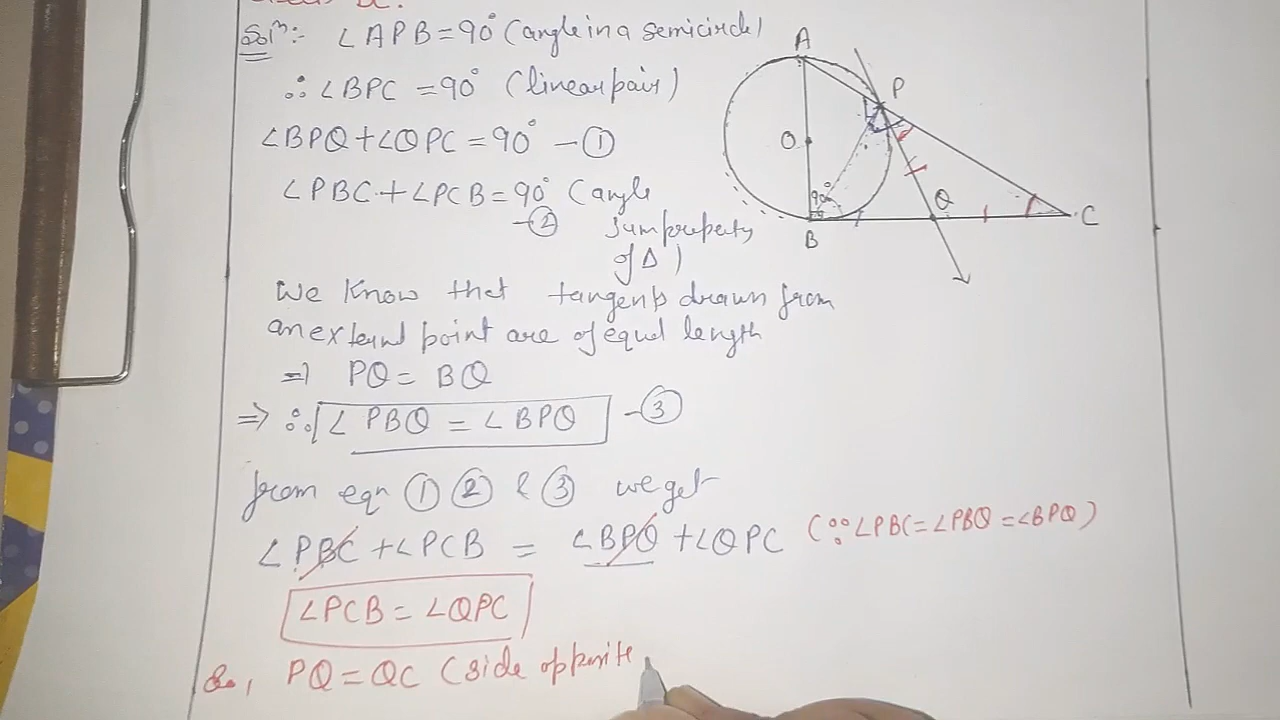 Solⁿ:- ∠APB = 90° (angle in a semicircle)
∴ ∠BPC = 90° (linear pair)
∠BPQ + ∠QPC = 90° - ①
∠PBC + ∠PCB = 90° (angle
- ② sum property
of Δ)
We know that tangents drawn from
an external point are of equal length
⇒ PQ = BQ
⇒ ∴ ∠PBQ = ∠BPQ - ③
from eqn ① ② & ③ we get
∠PBC + ∠PCB = ∠BPQ + ∠QPC (∵ ∠PBC = ∠PBQ = ∠BPQ)
∠PCB = ∠QPC
So, PQ = QC (side opposite
A
P
O
90°
Q
B
C